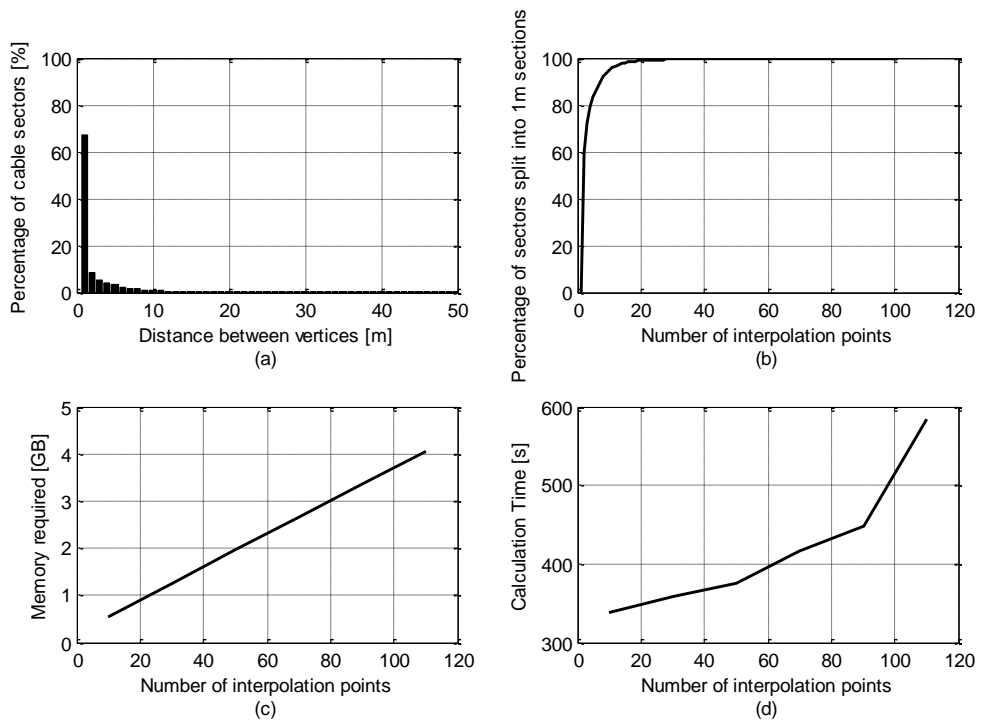 Percentage of cable sectors [%]
100
80
60
40
20
0
0 10 20 30 40 50
Distance between vertices [m]
(a)
Percentage of sectors split into 1m sections
100
80
60
40
20
0
0 20 40 60 80 100 120
Number of interpolation points
(b)
Memory required [GB]
5
4
3
2
1
0
0 20 40 60 80 100 120
Number of interpolation points
(c)
Calculation Time [s]
600
500
400
300
0 20 40 60 80 100 120
Number of interpolation points
(d)